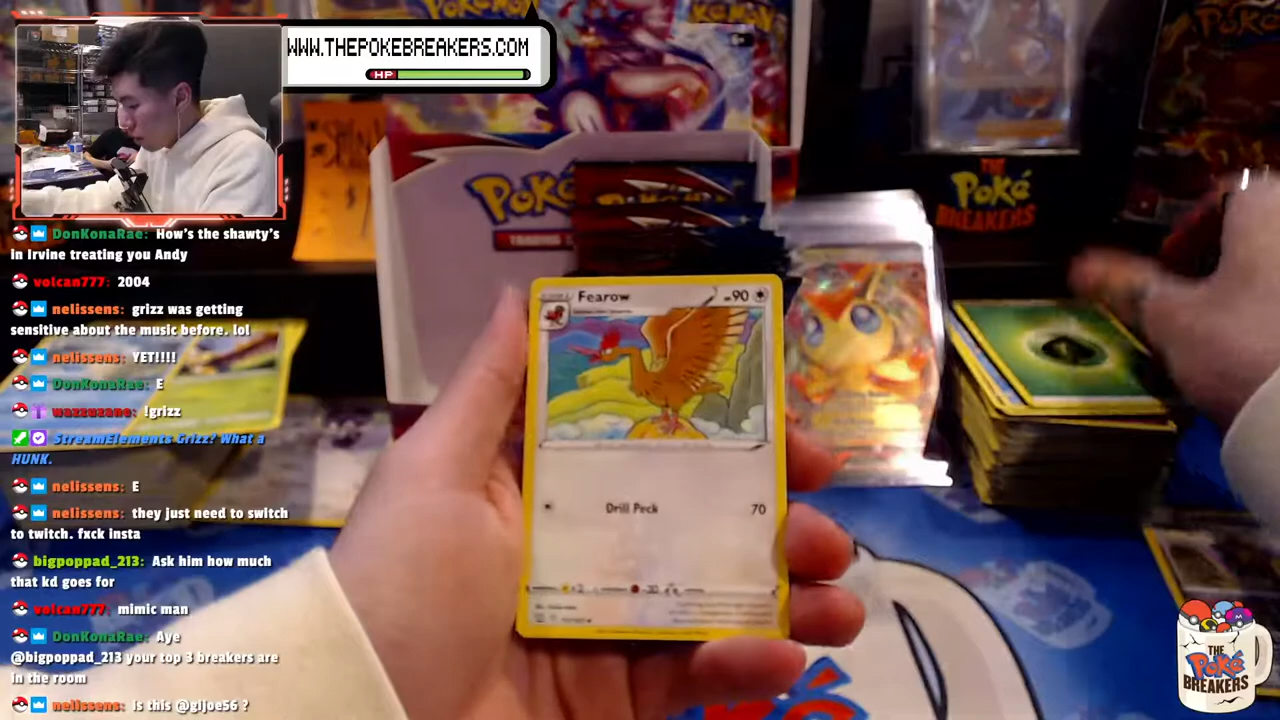 WWW.THEPOKEBREAKERS.COM
HP
DonKonaRae: How's the shawty's
in Irvine treating you Andy
volcan777: 2004
nelissens: grizz was getting
sensitive about the music before. lol
nelissens: YET!!!!
DonKonaRae: E
wazzuzane: !grizz
StreamElements Grizz? What a
HUNK.
nelissens: E
nelissens: they just need to switch
to twitch. fxck insta
bigpoppad_213: Ask him how much
that kd goes for
volcan777: mimic man
DonKonaRae: Aye
@bigpoppad_213 your top 3 breakers are
in the room
nelissens: is this @gijoe56 ?
Poké
THE
Poké
BREAKERS
Fearow
90
Drill Peck 70
THE
Poké
BREAKERS